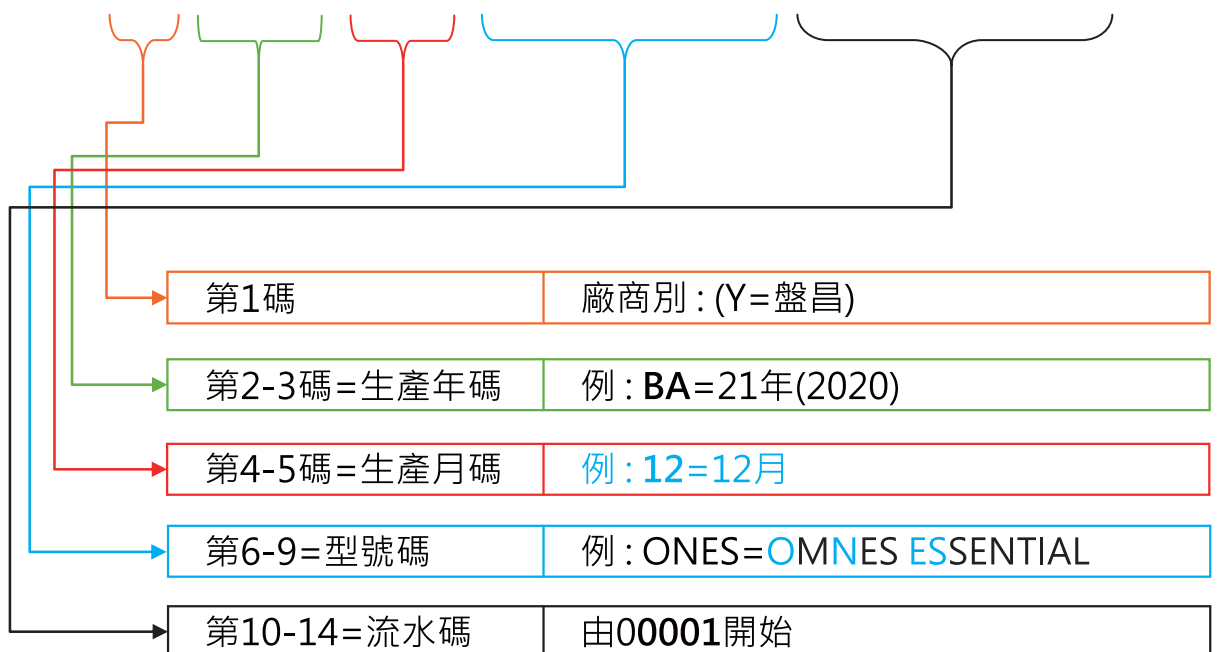 第1碼 廠商別 : (Y=盤昌)
第2-3碼=生產年碼 例 : BA=21年(2020)
第4-5碼=生產月碼 例 : 12=12月
第6-9=型號碼 例 : ONES=OMNES ESSENTIAL
第10-14=流水碼 由00001開始